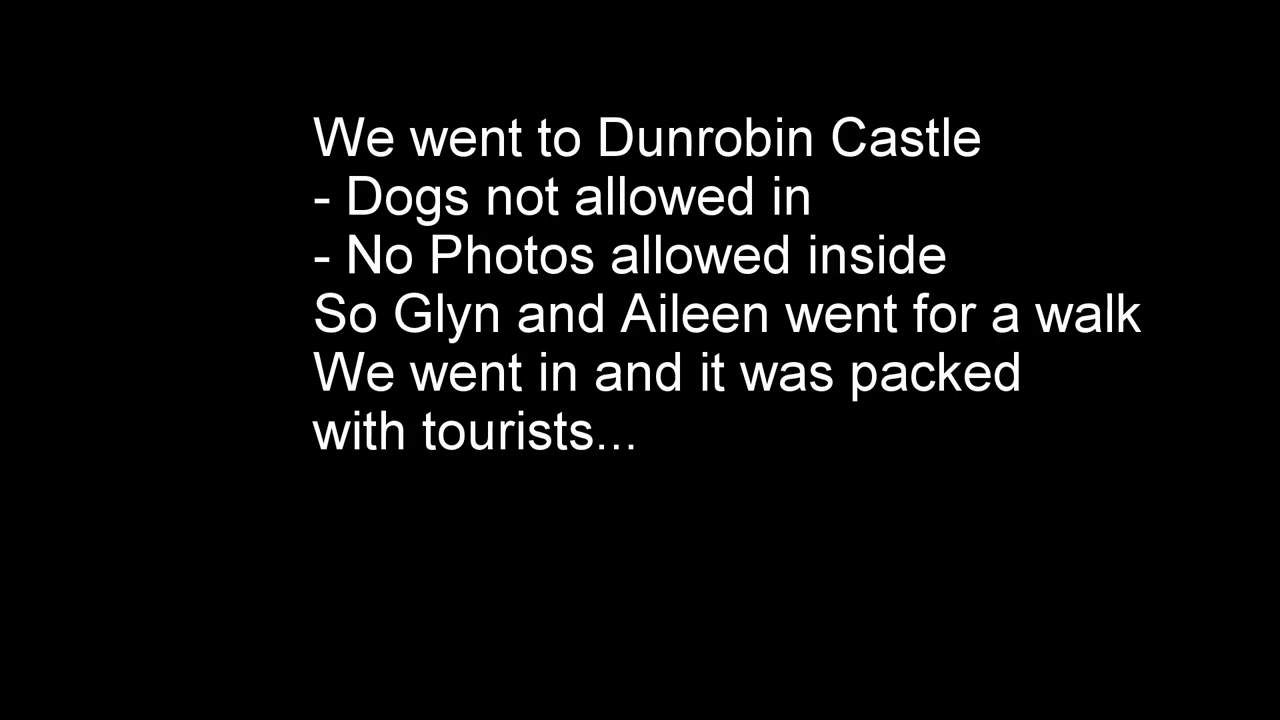 We went to Dunrobin Castle
- Dogs not allowed in
- No Photos allowed inside
So Glyn and Aileen went for a walk
We went in and it was packed
with tourists...